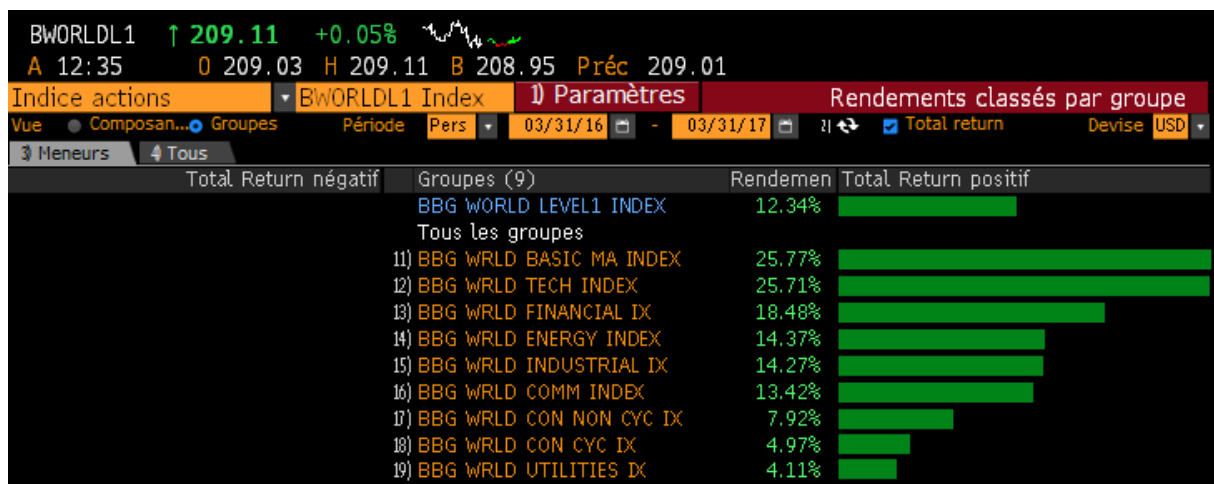 BWORLDL1 ↑ 209.11 +0.05%
A 12:35 O 209.03 H 209.11 B 208.95 Préc 209.01
Indice actions BWORLDL1 Index 1) Paramètres Rendements classés par groupe
Vue Composan... Groupes Période Pers 03/31/16 - 03/31/17 2) Total return Devise USD
3) Meneurs 4) Tous
Total Return négatif Groupes (9) Rendemen Total Return positif
BBG WORLD LEVEL1 INDEX 12.34%
Tous les groupes
11) BBG WRLD BASIC MA INDEX 25.77%
12) BBG WRLD TECH INDEX 25.71%
13) BBG WRLD FINANCIAL IX 18.48%
14) BBG WRLD ENERGY INDEX 14.37%
15) BBG WRLD INDUSTRIAL IX 14.27%
16) BBG WRLD COMM INDEX 13.42%
17) BBG WRLD CON NON CYC IX 7.92%
18) BBG WRLD CON CYC IX 4.97%
19) BBG WRLD UTILITIES IX 4.11%